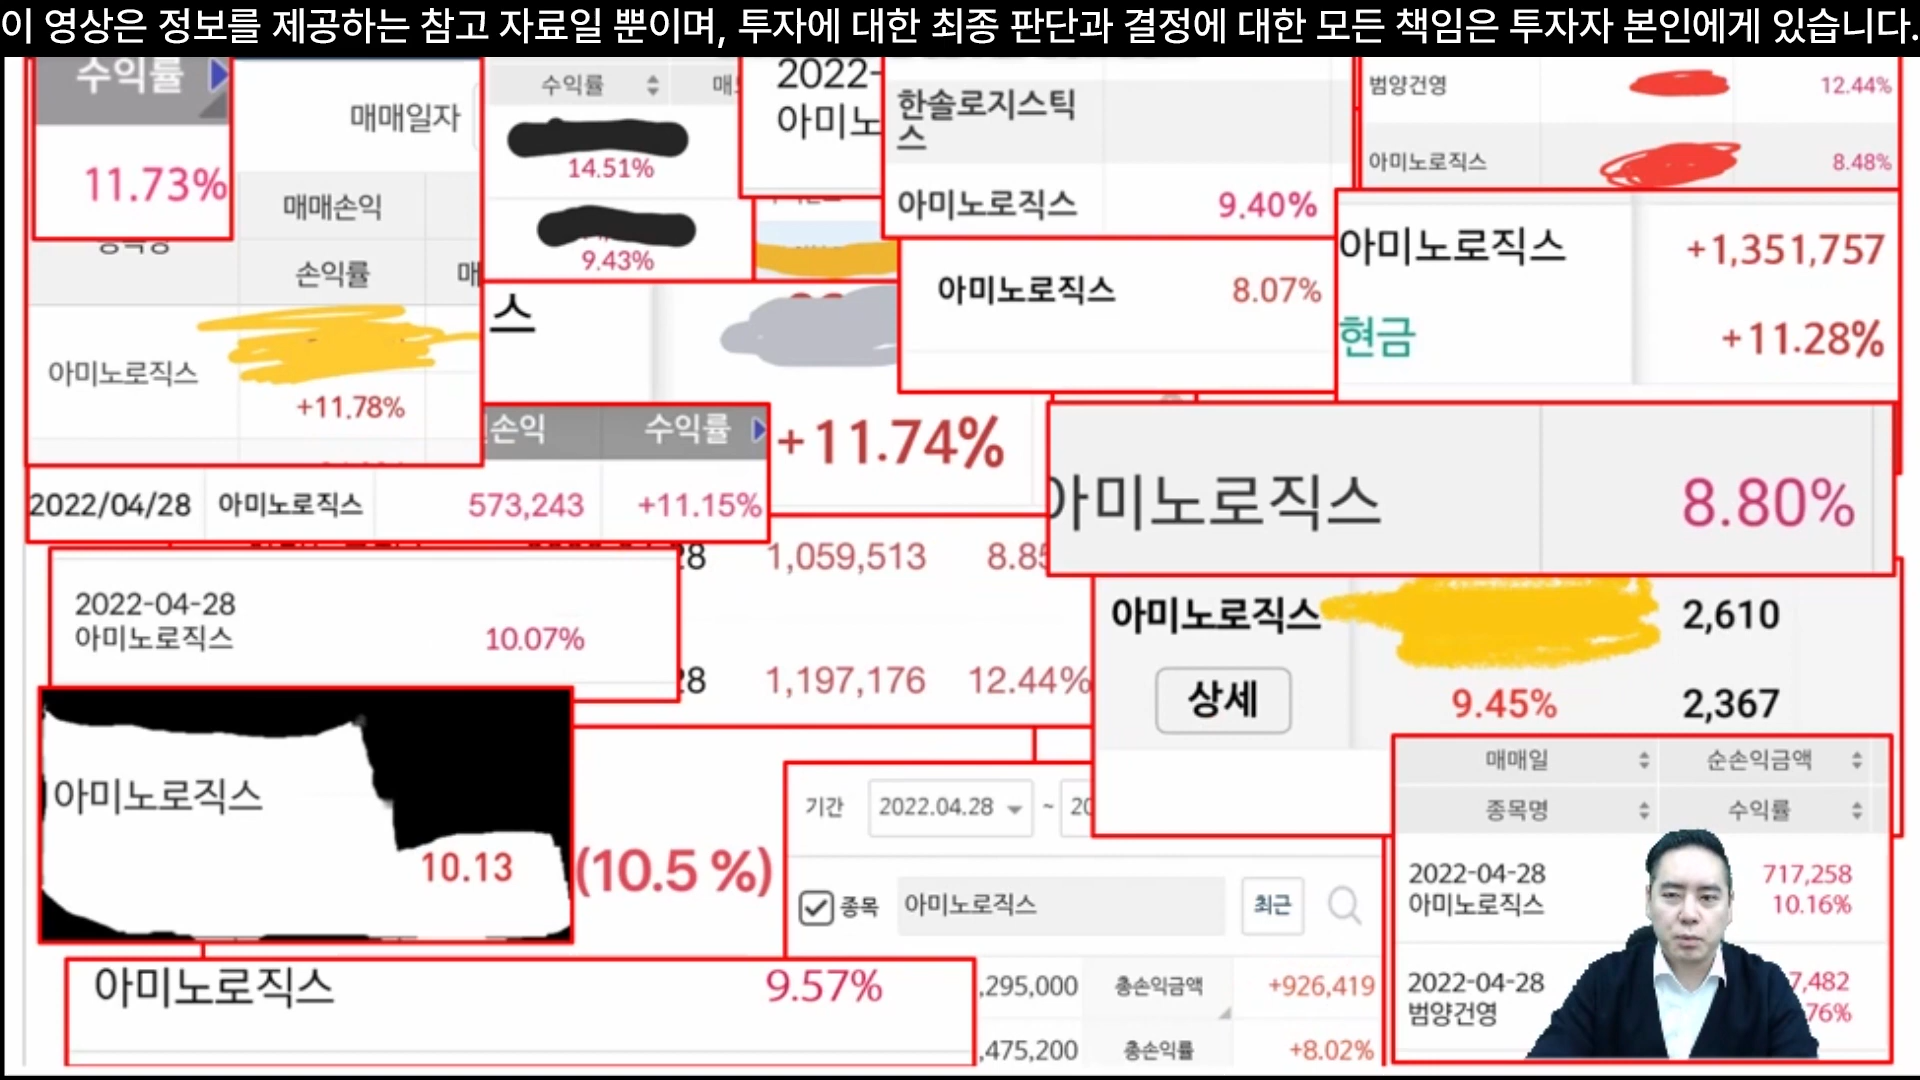 이 영상은 정보를 제공하는 참고 자료일 뿐이며, 투자에 대한 최종 판단과 결정에 대한 모든 책임은 투자자 본인에게 있습니다.
수익률
11.73%
매매일자
매매손익
손익률
아미노로직스
+11.78%
수익률
14.51%
9.43%
2022-
아미노
한솔로지스틱
스
아미노로직스 9.40%
범양건영 12.44%
아미노로직스 8.48%
아미노로직스 +1,351,757
현금 +11.28%
아미노로직스 8.07%
스
+11.74%
손익 수익률
2022/04/28 아미노로직스 573,243 +11.15%
아미노로직스 8.80%
28 1,059,513 8.85
28 1,197,176 12.44%
2022-04-28
아미노로직스 10.07%
아미노로직스 2,610
상세 9.45% 2,367
아미노로직스
10.13
(10.5 %)
기간 2022.04.28 ~ 20
종목 아미노로직스 최근
,295,000 총손익금액 +926,419
,475,200 총손익률 +8.02%
아미노로직스 9.57%
매매일 순손익금액
종목명 수익률
2022-04-28 717,258
아미노로직스 10.16%
2022-04-28 7,482
범양건영 76%